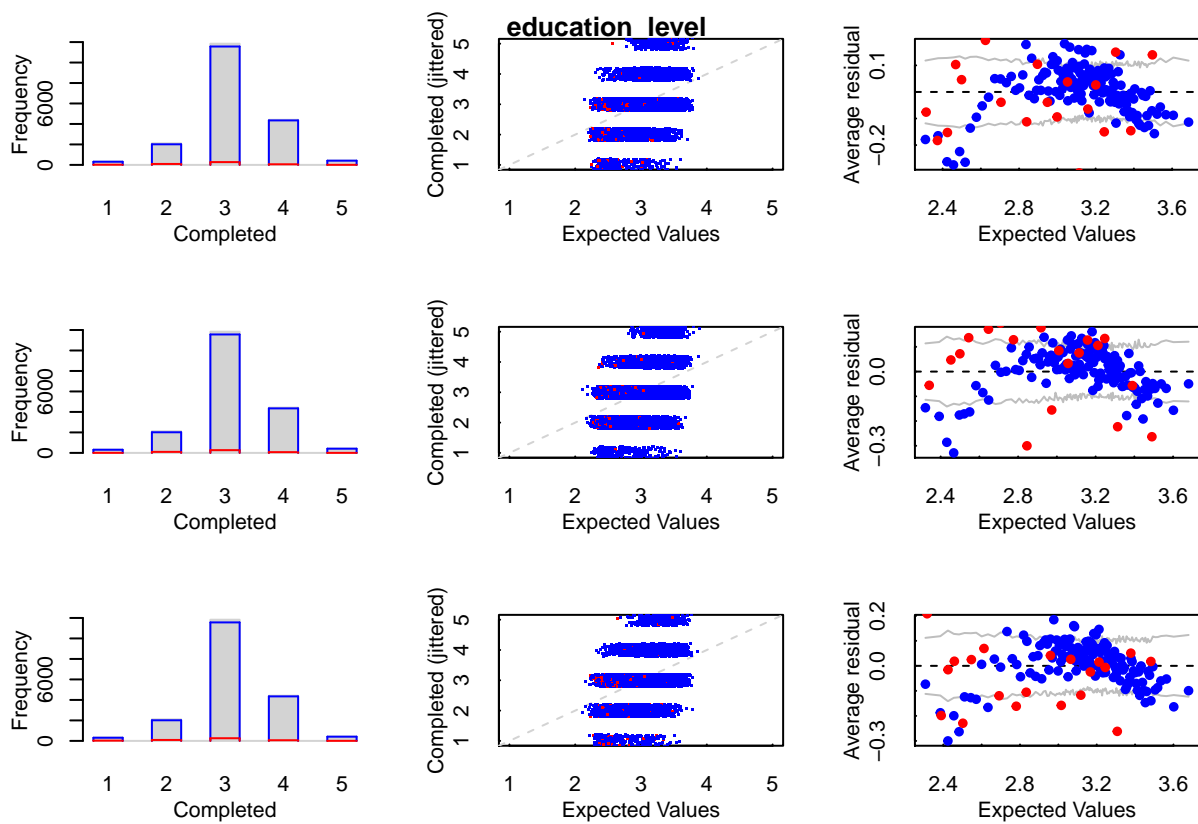 education_level
Frequency
0
6000
1 2 3 4 5
Completed
Completed (jittered)
1 2 3 4 5
1 2 3 4 5
Expected Values
Average residual
−0.2
0.1
2.4 2.8 3.2 3.6
Expected Values
Frequency
0
6000
1 2 3 4 5
Completed
Completed (jittered)
1 2 3 4 5
1 2 3 4 5
Expected Values
Average residual
−0.3
0.0
2.4 2.8 3.2 3.6
Expected Values
Frequency
0
6000
1 2 3 4 5
Completed
Completed (jittered)
1 2 3 4 5
1 2 3 4 5
Expected Values
Average residual
−0.3
0.0
0.2
2.4 2.8 3.2 3.6
Expected Values